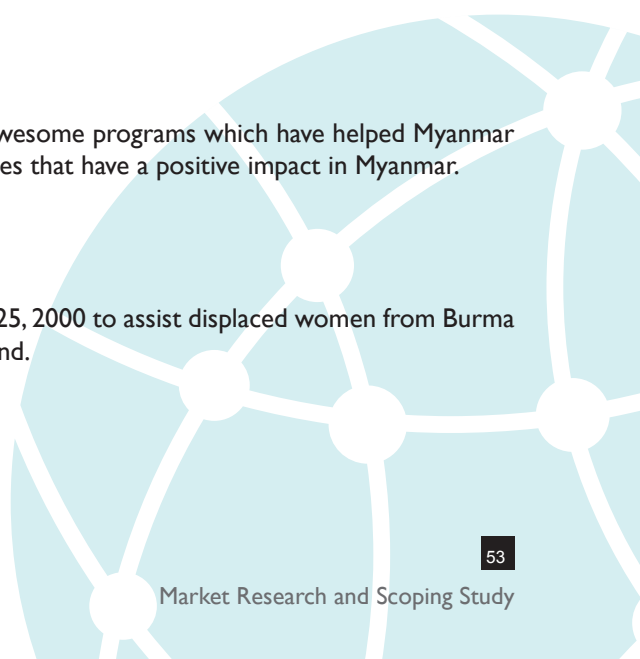 wesome programs which have helped Myanmar
es that have a positive impact in Myanmar.
25, 2000 to assist displaced women from Burma
nd.
53
Market Research and Scoping Study